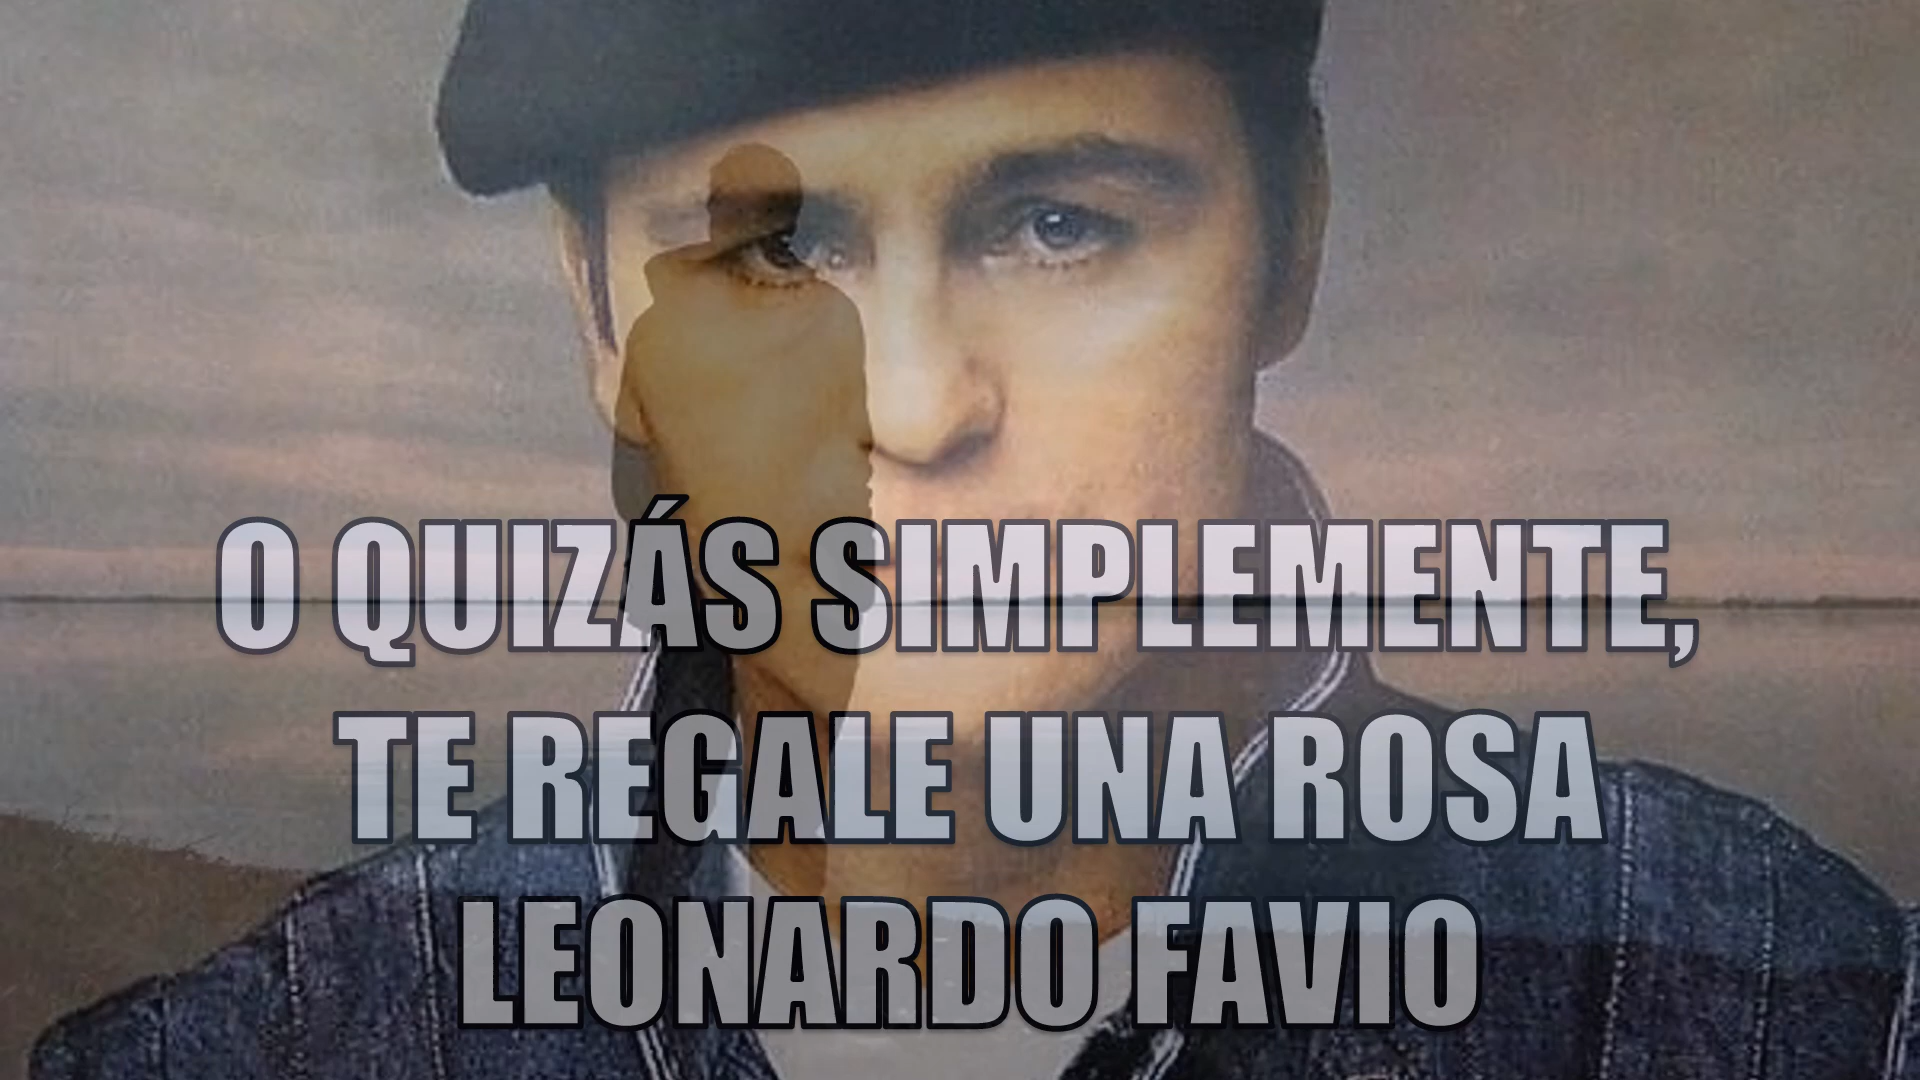 O QUIZÁS SIMPLEMENTE,
TE REGALE UNA ROSA
LEONARDO FAVIO